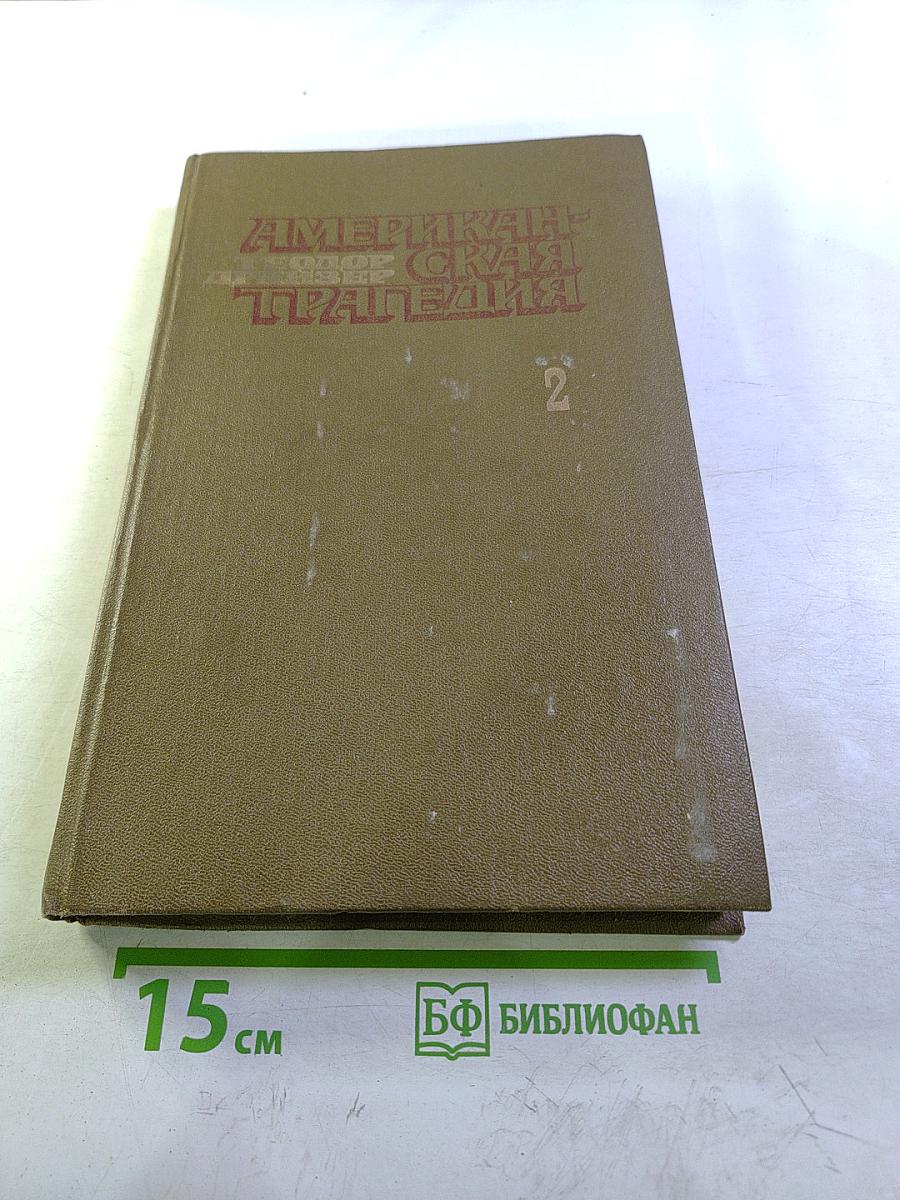 АМЕРИКАН-
ТЕОДОР СКАЯ
ДРАЙЗЕР
ТРАГЕДИЯ
2
15 см
БФ БИБЛИОФАН